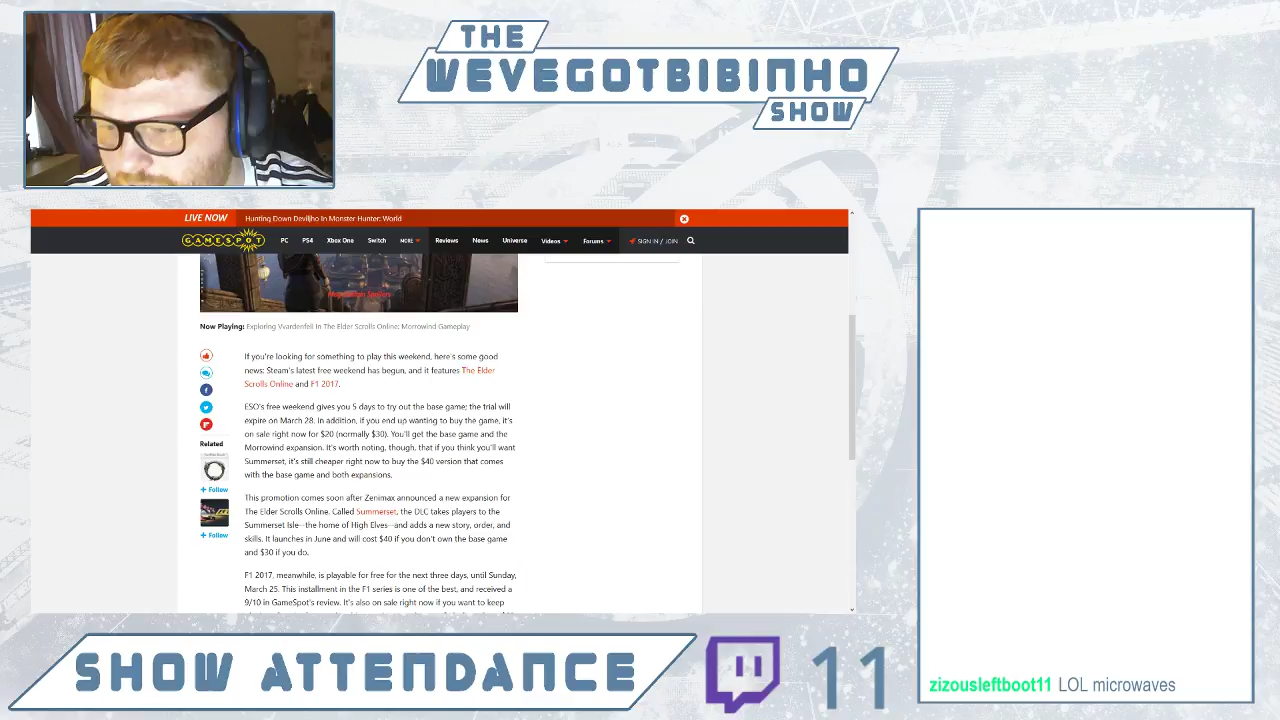 THE
WEVEGOTBIBINHO
SHOW
LIVE NOW Hunting Down Deviljho In Monster Hunter: World
GAMESPOT PC PS4 Xbox One Switch MORE Reviews News Universe Videos Forums SIGN IN / JOIN
Now Playing: Exploring Vvardenfell In The Elder Scrolls Online: Morrowind Gameplay
If you're looking for something to play this weekend, here's some good
news: Steam's latest free weekend has begun, and it features The Elder
Scrolls Online and F1 2017.
ESO's free weekend gives you 5 days to try out the base game; the trial will
expire on March 28. In addition, if you end up wanting to buy the game, it's
on sale right now for $20 (normally $30). You'll get the base game and the
Morrowind expansion. It's worth noting, though, that if you think you'll want
Summerset, it's still cheaper right now to buy the $40 version that comes
with the base game and both expansions.
Related
+ Follow
+ Follow
This promotion comes soon after Zenimax announced a new expansion for
The Elder Scrolls Online. Called Summerset, the DLC takes players to the
Summerset Isle--the home of High Elves--and adds a new story, order, and
skills. It launches in June and will cost $40 if you don't own the base game
and $30 if you do.
F1 2017, meanwhile, is playable for free for the next three days, until Sunday,
March 25. This installment in the F1 series is one of the best, and received a
9/10 in GameSpot's review. It's also on sale right now if you want to keep
SHOW ATTENDANCE 11
zizousleftboot11 LOL microwaves